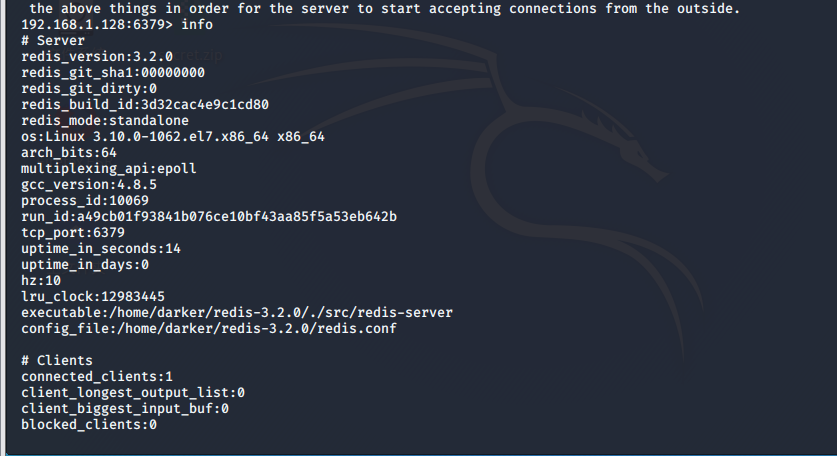 the above things in order for the server to start accepting connections from the outside.
192.168.1.128:6379> info
# Server
redis_version:3.2.0
redis_git_sha1:00000000
redis_git_dirty:0
redis_build_id:3d32cac4e9c1cd80
redis_mode:standalone
os:Linux 3.10.0-1062.el7.x86_64 x86_64
arch_bits:64
multiplexing_api:epoll
gcc_version:4.8.5
process_id:10069
run_id:a49cb01f93841b076ce10bf43aa85f5a53eb642b
tcp_port:6379
uptime_in_seconds:14
uptime_in_days:0
hz:10
lru_clock:12983445
executable:/home/darker/redis-3.2.0/./src/redis-server
config_file:/home/darker/redis-3.2.0/redis.conf
# Clients
connected_clients:1
client_longest_output_list:0
client_biggest_input_buf:0
blocked_clients:0